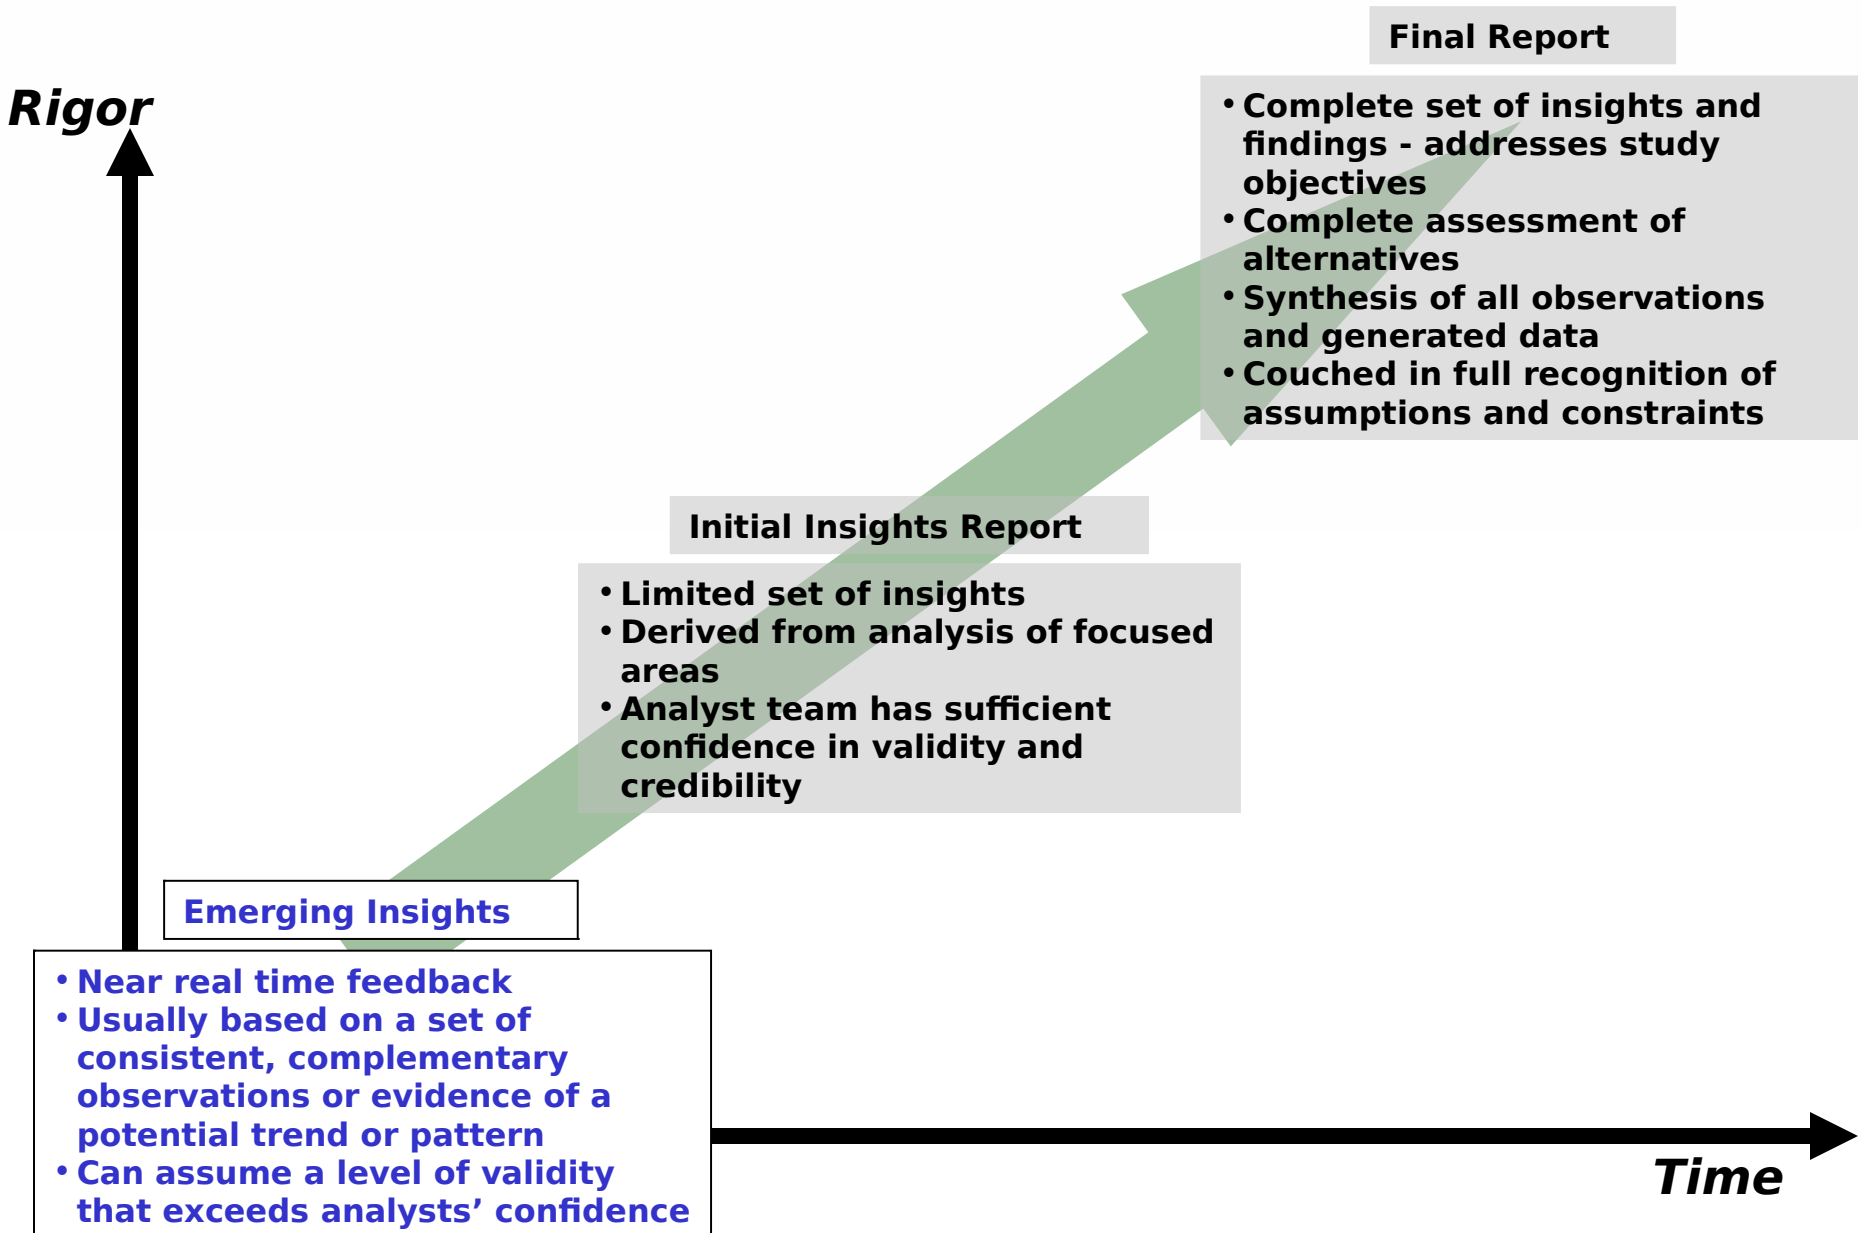 Final Report
Rigor
• Complete set of insights and
findings - addresses study
objectives
• Complete assessment of
alternatives
• Synthesis of all observations
and generated data
• Couched in full recognition of
assumptions and constraints
Initial Insights Report
• Limited set of insights
• Derived from analysis of focused
areas
• Analyst team has sufficient
confidence in validity and
credibility
Emerging Insights
• Near real time feedback
• Usually based on a set of
consistent, complementary
observations or evidence of a
potential trend or pattern
• Can assume a level of validity
that exceeds analysts’ confidence
Time